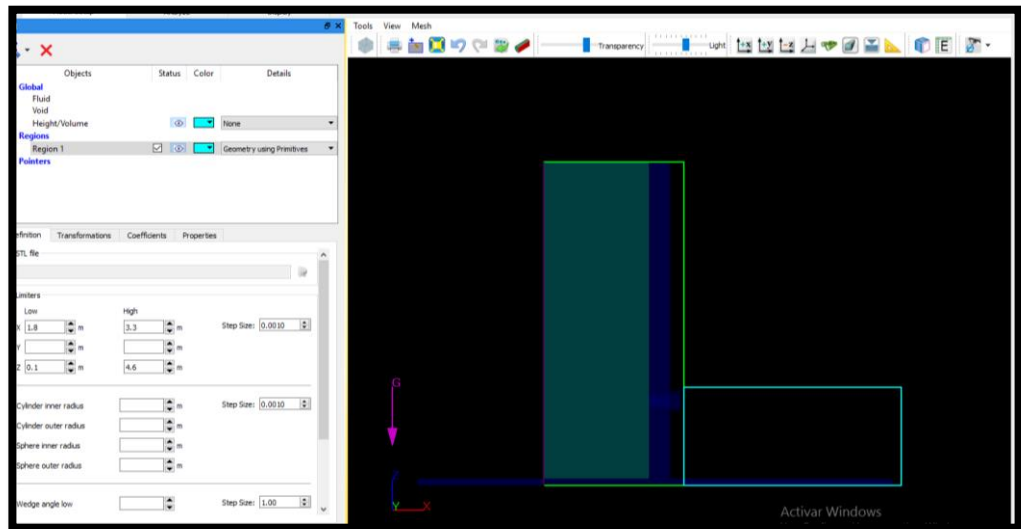 Tools View Mesh
Transparency
Light
Objects Status Color Details
Global
Fluid
Void
Height/Volume None
Regions
Region 1 Geometry using Primitives
Pointers
Transformations Coefficients Properties
STL file
Limiters
Low High
X 1.8 m 3.3 m Step Size: 0.0010
Y m m
Z 0.1 m 4.6 m
Cylinder inner radius m Step Size: 0.0010
Cylinder outer radius m
Sphere inner radius m
Sphere outer radius m
Wedge angle low Step Size: 1.00
G
Z
Y X
Activar Windows